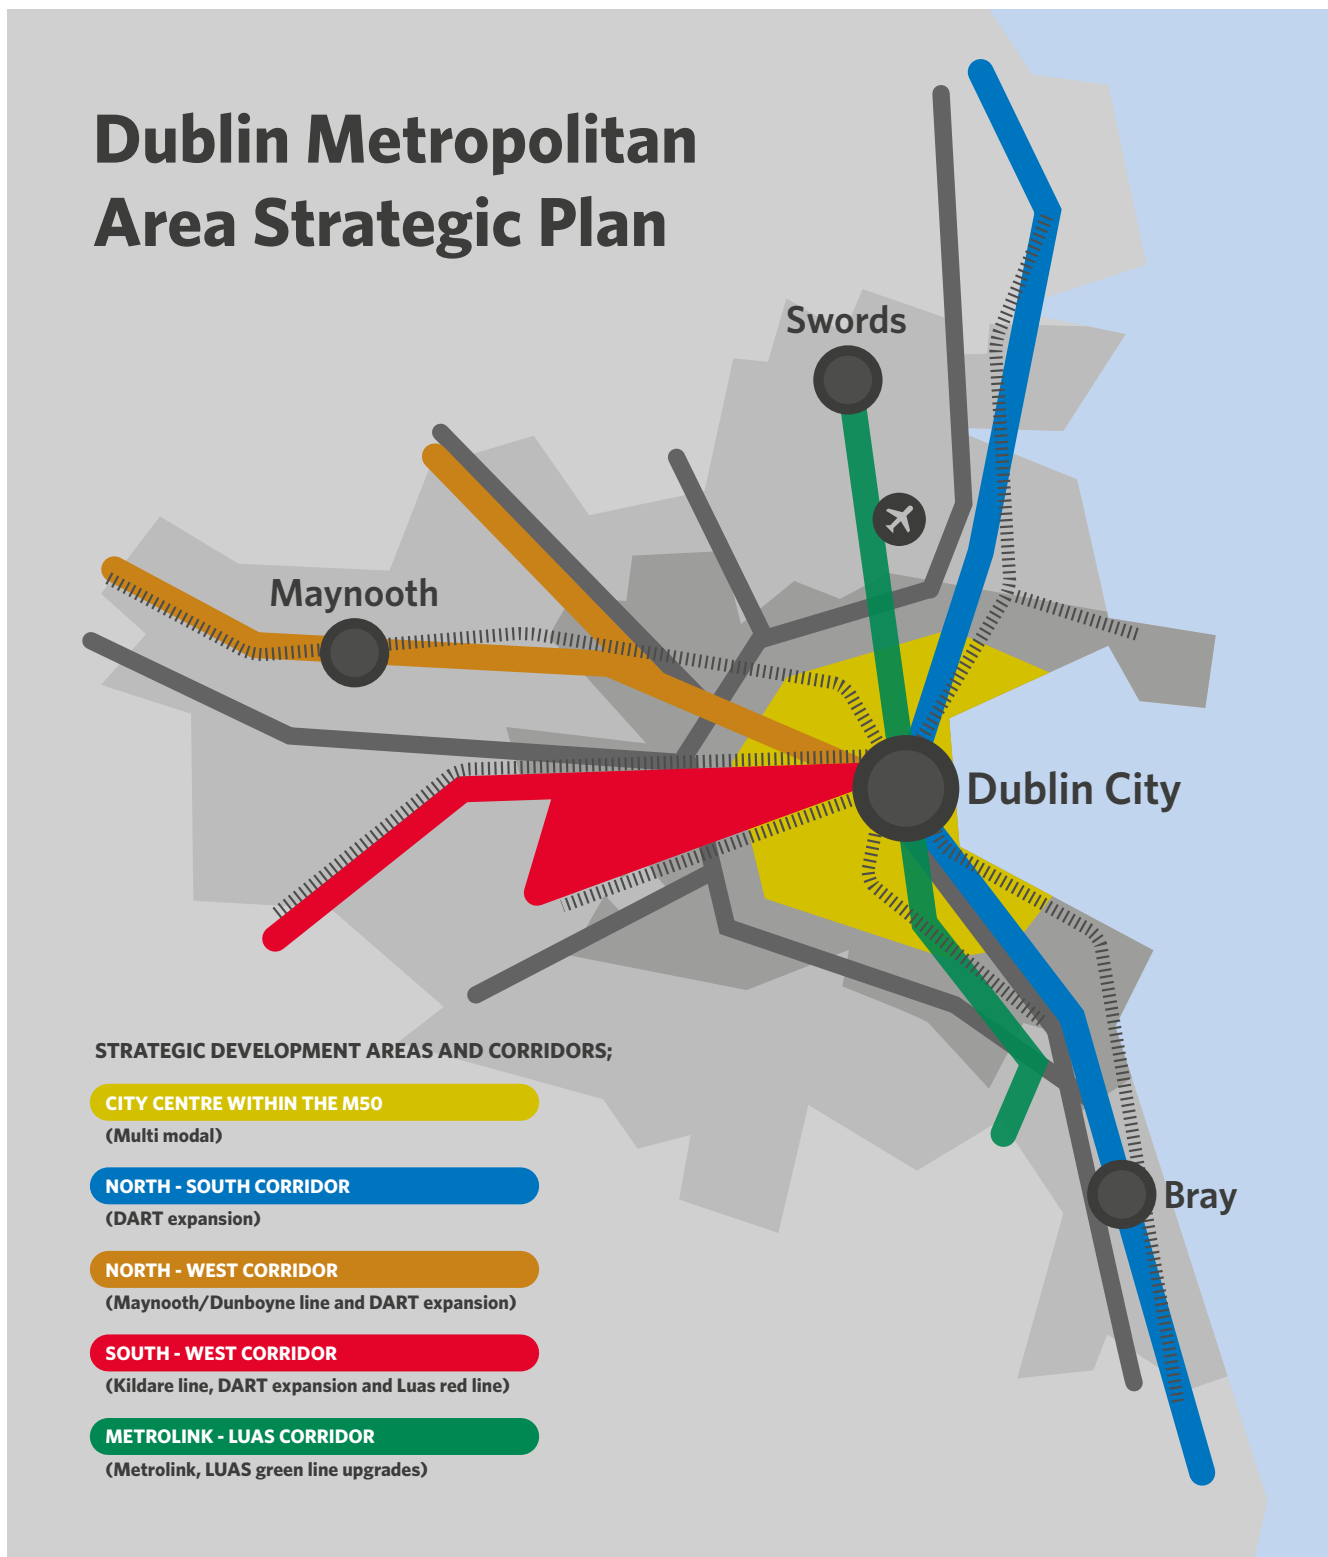 Dublin Metropolitan
Area Strategic Plan
Swords
Maynooth
Dublin City
Bray
STRATEGIC DEVELOPMENT AREAS AND CORRIDORS;
CITY CENTRE WITHIN THE M50
(Multi modal)
NORTH - SOUTH CORRIDOR
(DART expansion)
NORTH - WEST CORRIDOR
(Maynooth/Dunboyne line and DART expansion)
SOUTH - WEST CORRIDOR
(Kildare line, DART expansion and Luas red line)
METROLINK - LUAS CORRIDOR
(Metrolink, LUAS green line upgrades)